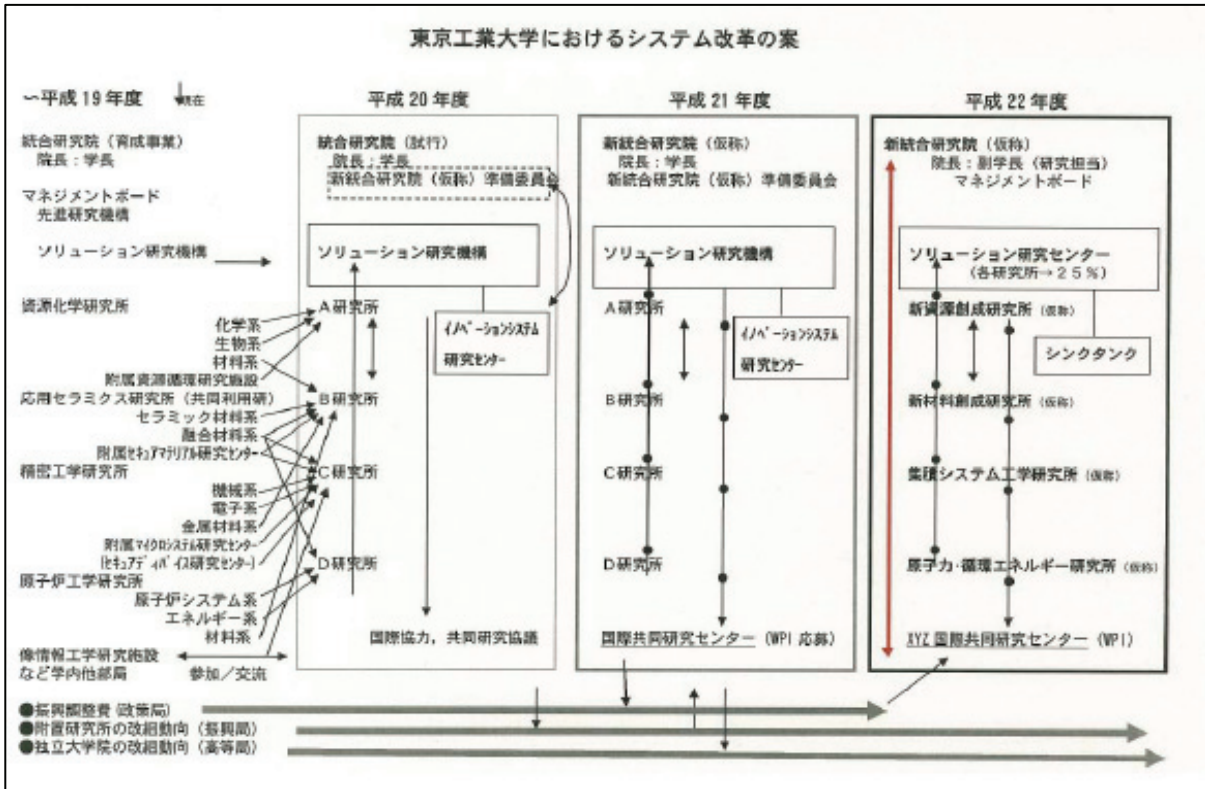 東京工業大学におけるシステム改革の案
~平成19年度
現在
統合研究院(育成事業)
院長:学長
マネジメントボード
先進研究機構
ソリューション研究機構
資源化学研究所
化学系
生物系
材料系
附属資源循環研究施設
応用セラミクス研究所(共同利用研)
セラミック材料系
融合材料系
附属セキュアマテリアル研究センター
精密工学研究所
機械系
電子系
金属材料系
附属マイクロシステム研究センター
(セキュアディバイス研究センター)
原子炉工学研究所
原子炉システム系
エネルギー系
材料系
像情報工学研究施設
など学内他部局
参加/交流
平成20年度
統合研究院(試行)
院長:学長
新統合研究院(仮称)準備委員会
ソリューション研究機構
A研究所
イノベーションシステム
研究センター
B研究所
C研究所
D研究所
国際協力,共同研究協議
平成21年度
新統合研究院(仮称)
院長:学長
新統合研究院(仮称)準備委員会
ソリューション研究機構
A研究所
イノベーションシステム
研究センター
B研究所
C研究所
D研究所
国際共同研究センター(WPI応募)
平成22年度
新統合研究院(仮称)
院長:副学長(研究担当)
マネジメントボード
ソリューション研究センター
(各研究所→25%)
新資源創成研究所(仮称)
シンクタンク
新材料創成研究所(仮称)
集積システム工学研究所(仮称)
原子力・循環エネルギー研究所(仮称)
XYZ国際共同研究センター(WPI)
●振興調整費(政策局)
●附置研究所の改組動向(振興局)
●独立大学院の改組動向(高等局)